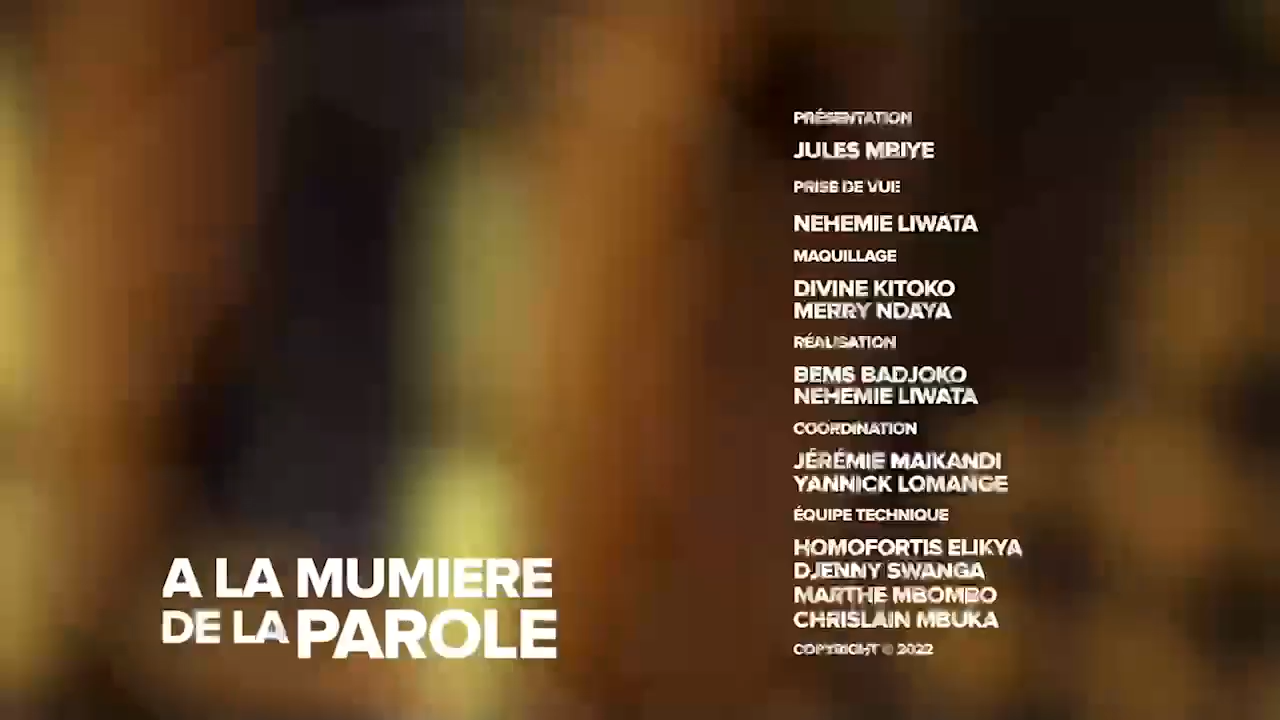 PRÉSENTATION
JULES MBIYE
PRISE DE VUE
NEHEMIE LIWATA
MAQUILLAGE
DIVINE KITOKO
MERRY NDAYA
RÉALISATION
BEMS BADJOKO
NEHEMIE LIWATA
COORDINATION
JÉRÉMIE MAIKANDI
YANNICK LOMANGE
ÉQUIPE TECHNIQUE
HOMOFORTIS ELIKYA
DJENNY SWANGA
MARTHE MBOMBO
CHRISLAIN MBUKA
COPYRIGHT © 2022
A LA MUMIERE
DE LA PAROLE